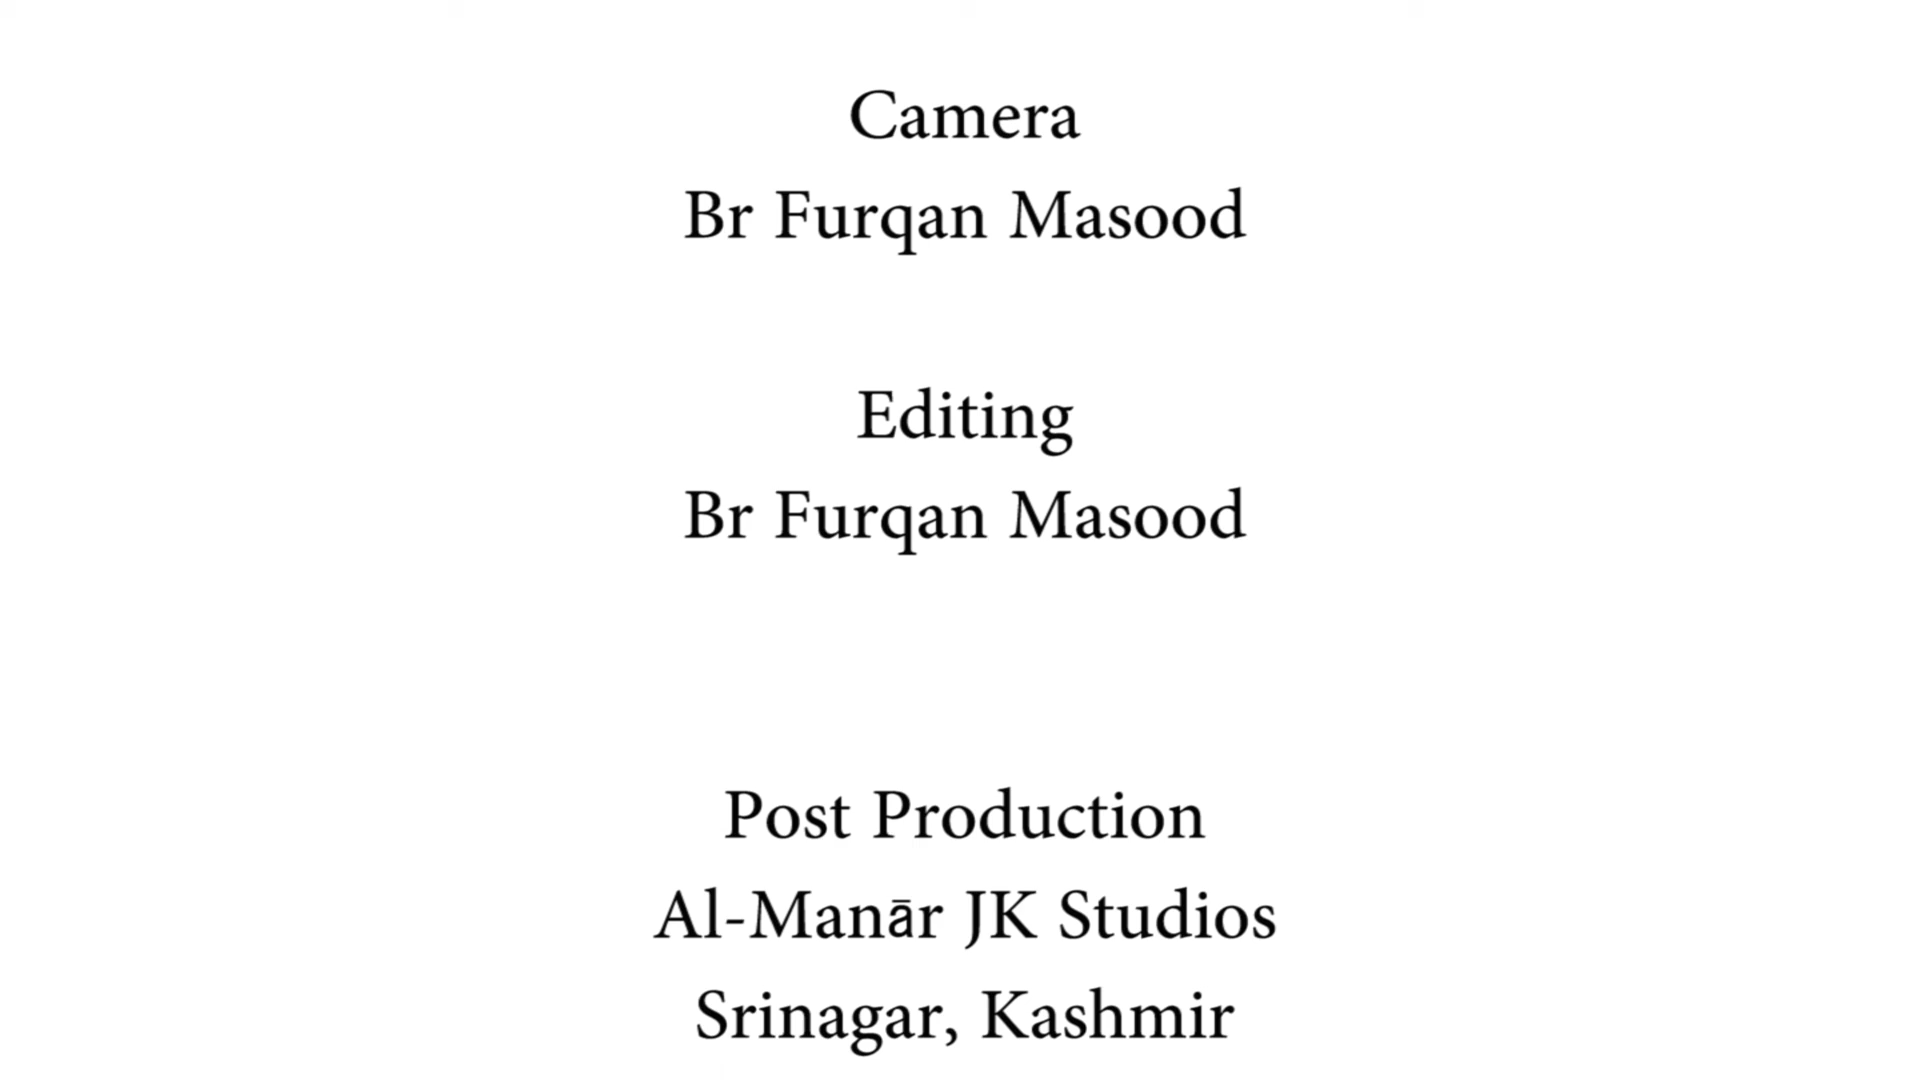 Camera
Br Furqan Masood
Editing
Br Furqan Masood
Post Production
Al-Manār JK Studios
Srinagar, Kashmir